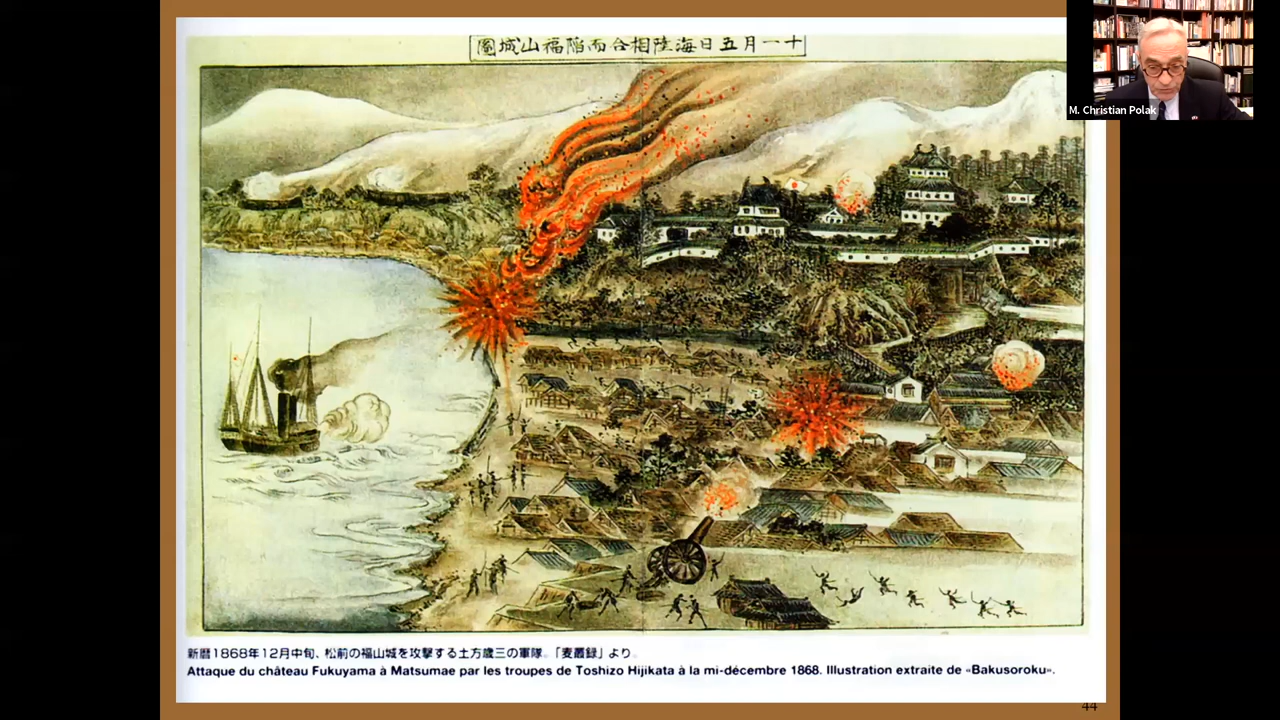 圖城山福陷而合相陸海日五月一十
M. Christian Polak
新暦1868年12月中旬、松前の福山城を攻撃する土方歳三の軍隊。「麦叢録」より。
Attaque du château Fukuyama à Matsumae par les troupes de Toshizo Hijikata à la mi-décembre 1868. Illustration extraite de «Bakusoroku».
44